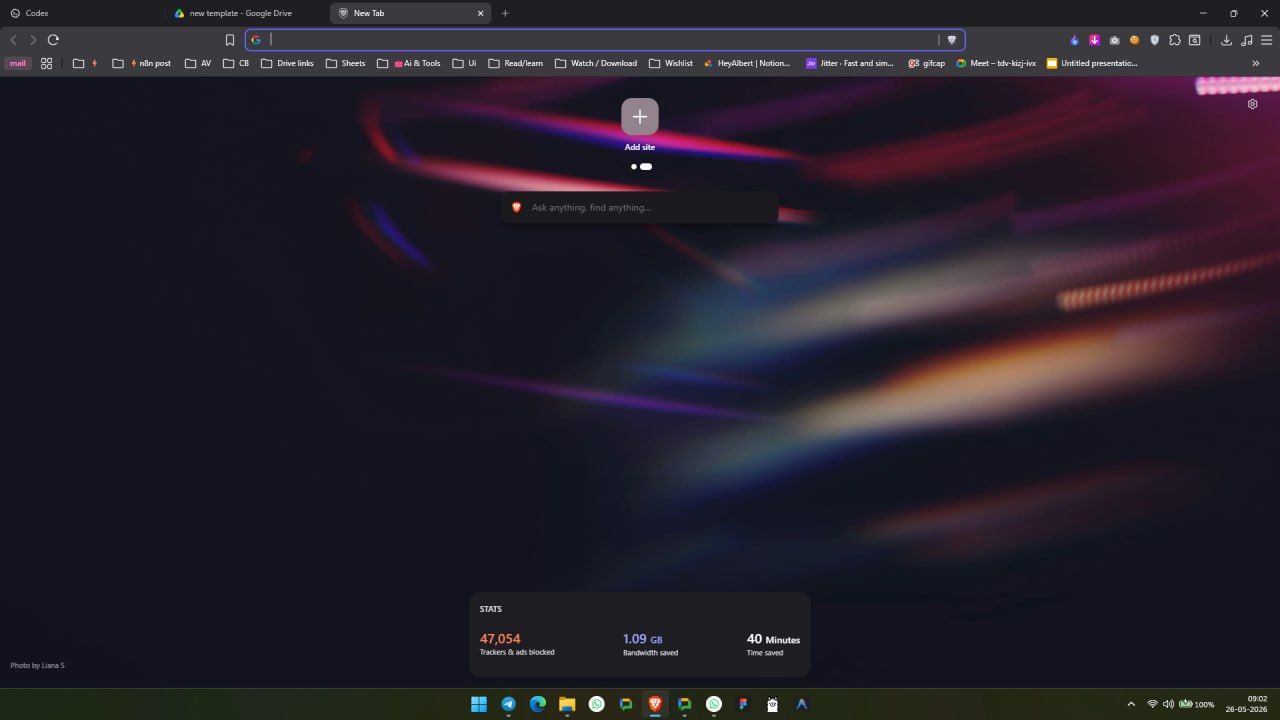 Codex
new template - Google Drive
New Tab
mail
n8n post
AV
CB
Drive links
Sheets
Ai & Tools
Ui
Read/learn
Watch / Download
Wishlist
HeyAlbert | Notion...
Jitter · Fast and sim...
gifcap
Meet – tdv-kizj-ivx
Untitled presentatio...
Add site
Ask anything, find anything...
STATS
47,054
Trackers & ads blocked
1.09 GB
Bandwidth saved
40 Minutes
Time saved
Photo by Liana S
100%
09:02
26-05-2026